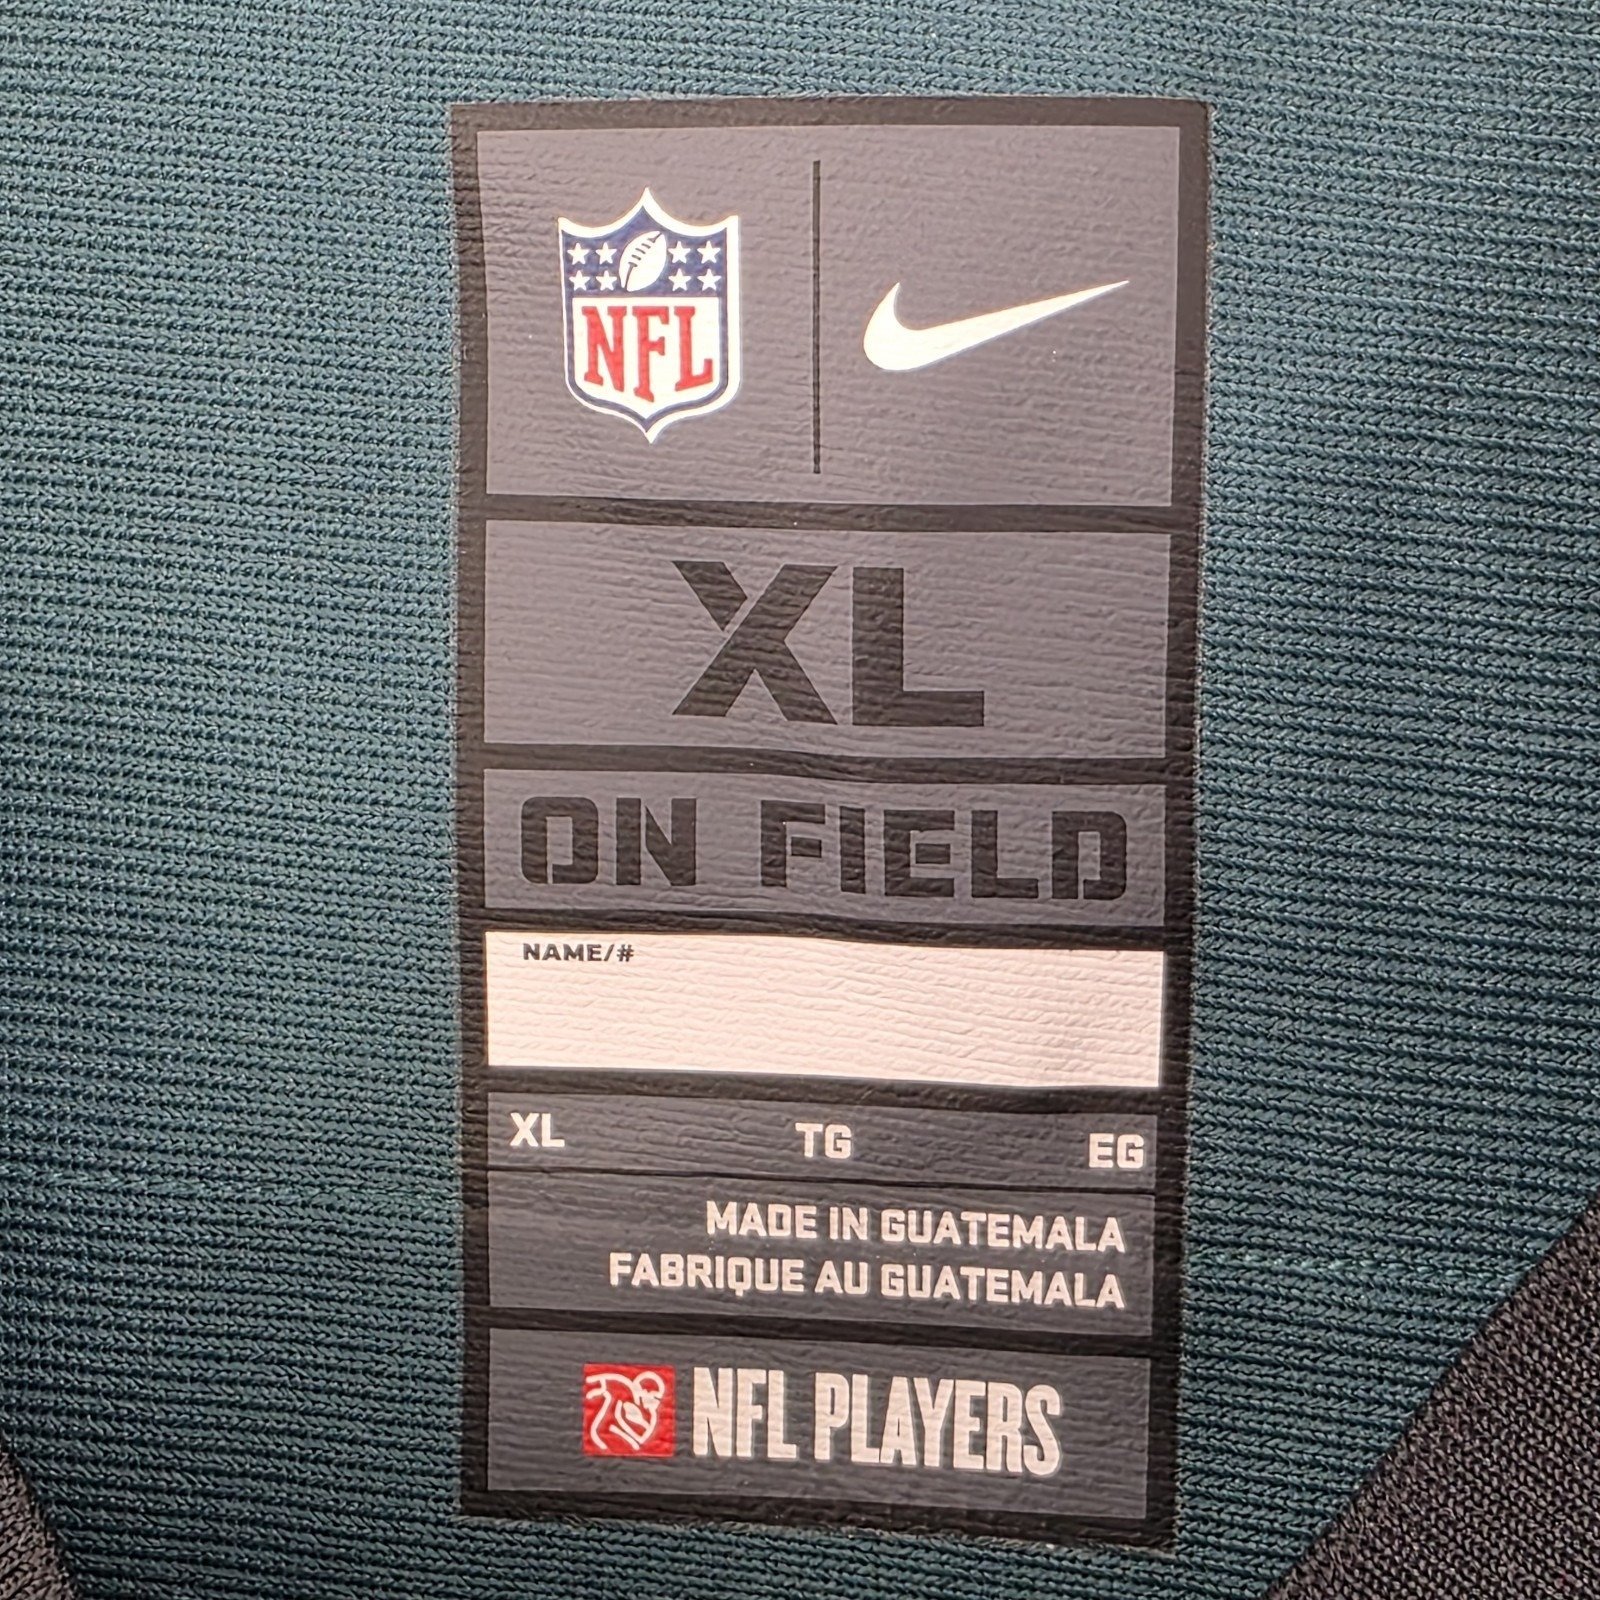 NFL
XL
ON FIELD
NAME/#
XL TG EG
MADE IN GUATEMALA
FABRIQUE AU GUATEMALA
NFL PLAYERS